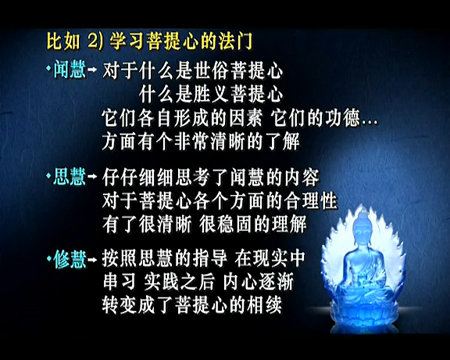 比如 2) 学习菩提心的法门
·闻慧→ 对于什么是世俗菩提心
什么是胜义菩提心
它们各自形成的因素 它们的功德...
方面有个非常清晰的了解
·思慧→ 仔仔细细思考了闻慧的内容
对于菩提心各个方面的合理性
有了很清晰 很稳固的理解
·修慧→ 按照思慧的指导 在现实中
串习 实践之后 内心逐渐
转变成了菩提心的相续